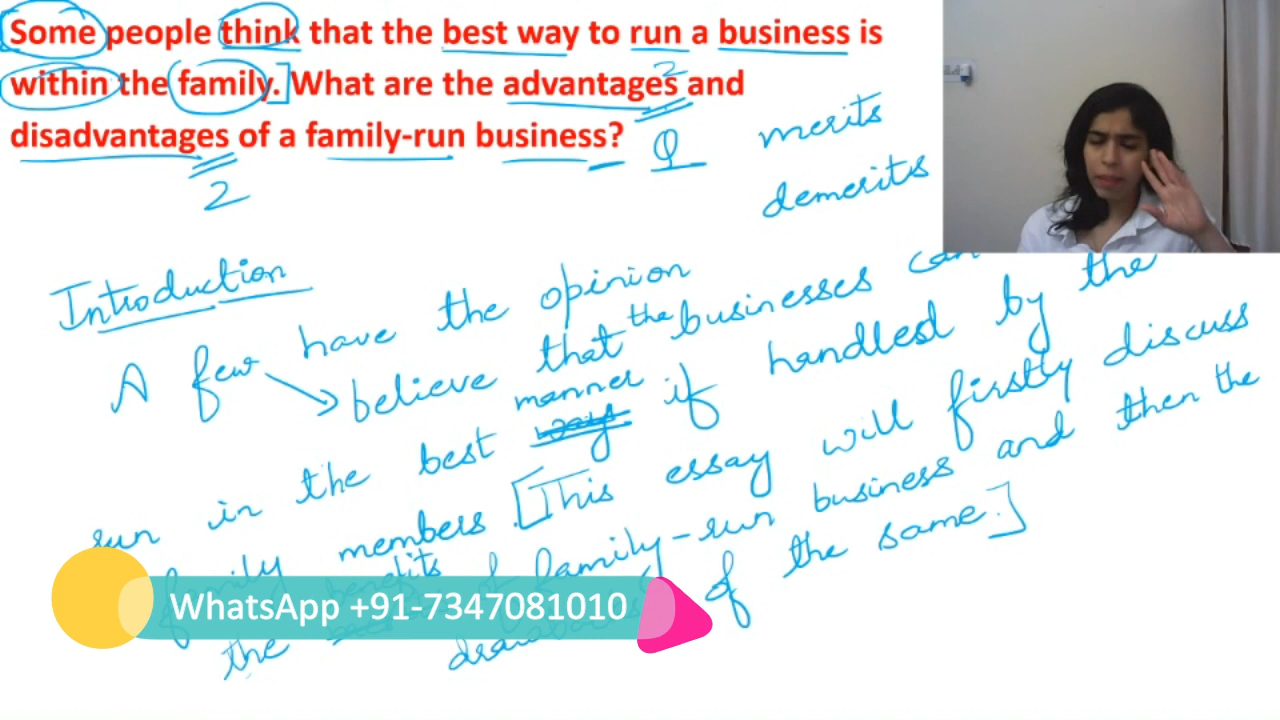 Some people think that the best way to run a business is
within the family.] What are the advantages and
disadvantages of a family-run business?
2
Q
merits
2
demerits
Introduction
A few have the opinion
believe that the businesses can
run in the best manner ways if handled by the
family members. [This essay will firstly discuss
the benefits of family-run business and then the
of the same.]
WhatsApp +91-7347081010